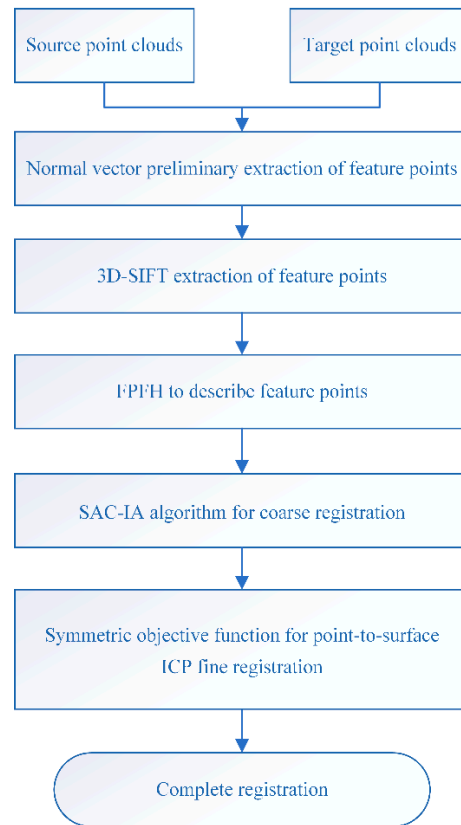 Source point clouds
Target point clouds
Normal vector preliminary extraction of feature points
3D-SIFT extraction of feature points
FPFH to describe feature points
SAC-IA algorithm for coarse registration
Symmetric objective function for point-to-surface
ICP fine registration
Complete registration